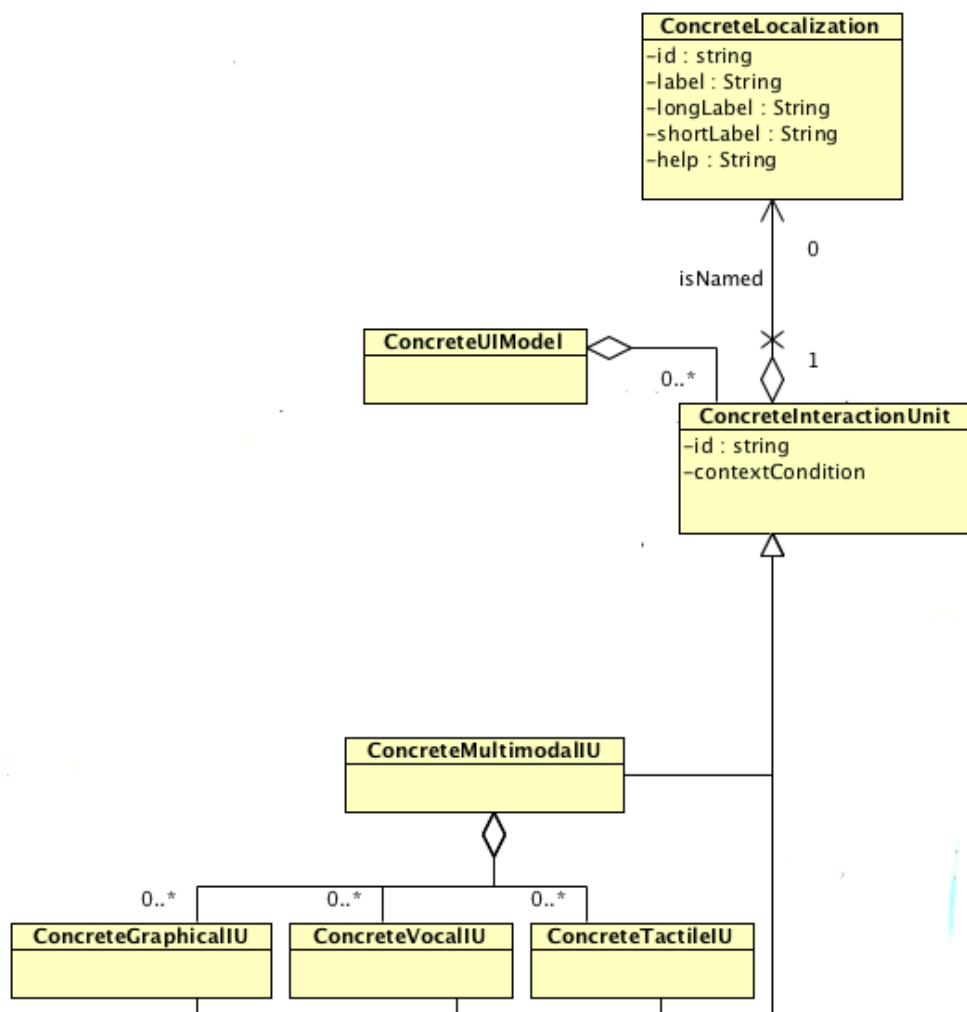 ConcreteLocalization
-id : string
-label : String
-longLabel : String
-shortLabel : String
-help : String
0
isNamed
ConcreteUIModel
1
0..*
ConcreteInteractionUnit
-id : string
-contextCondition
ConcreteMultimodalIU
0..* 0..* 0..*
ConcreteGraphicalIU ConcreteVocalIU ConcreteTactileIU